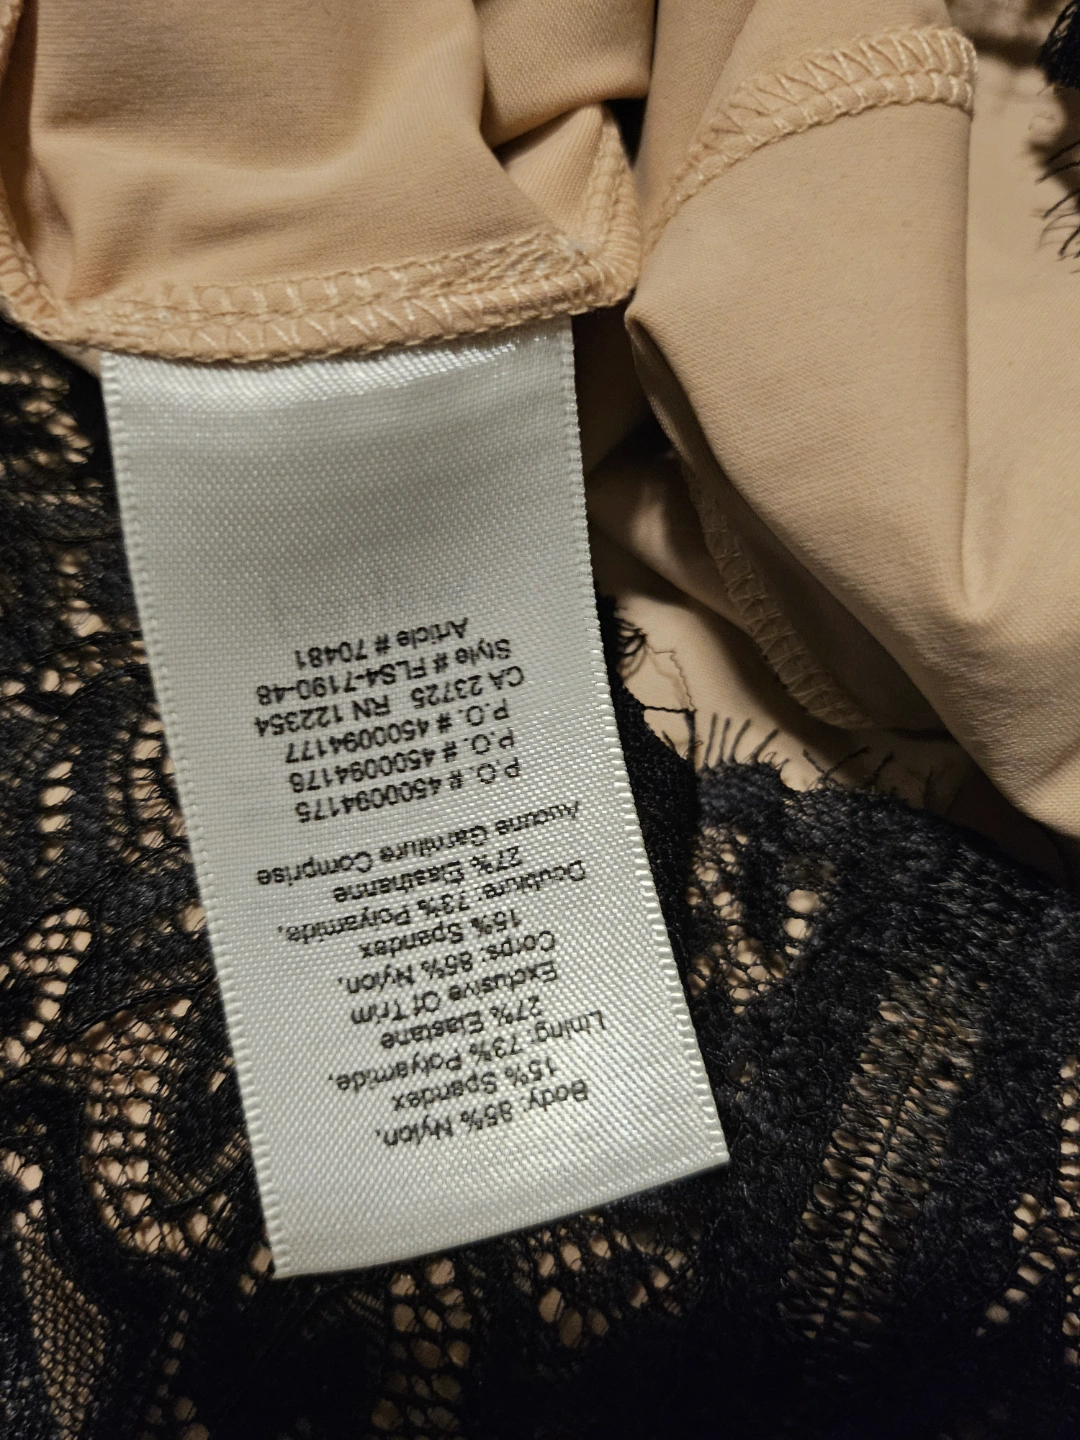 Body: 85% Nylon,
15% Spandex
Lining: 73% Polyamide,
27% Elastane
Exclusive Of Trim
Corps: 85% Nylon,
15% Spandex
Doublure: 73% Polyamide,
27% Elasthanne
Aucune Garniture Comprise
P.O. # 4500094175
P.O. # 4500094176
P.O. # 4500094177
CA 23725 RN 122354
Style # FLS4-7190-48
Article # 70481